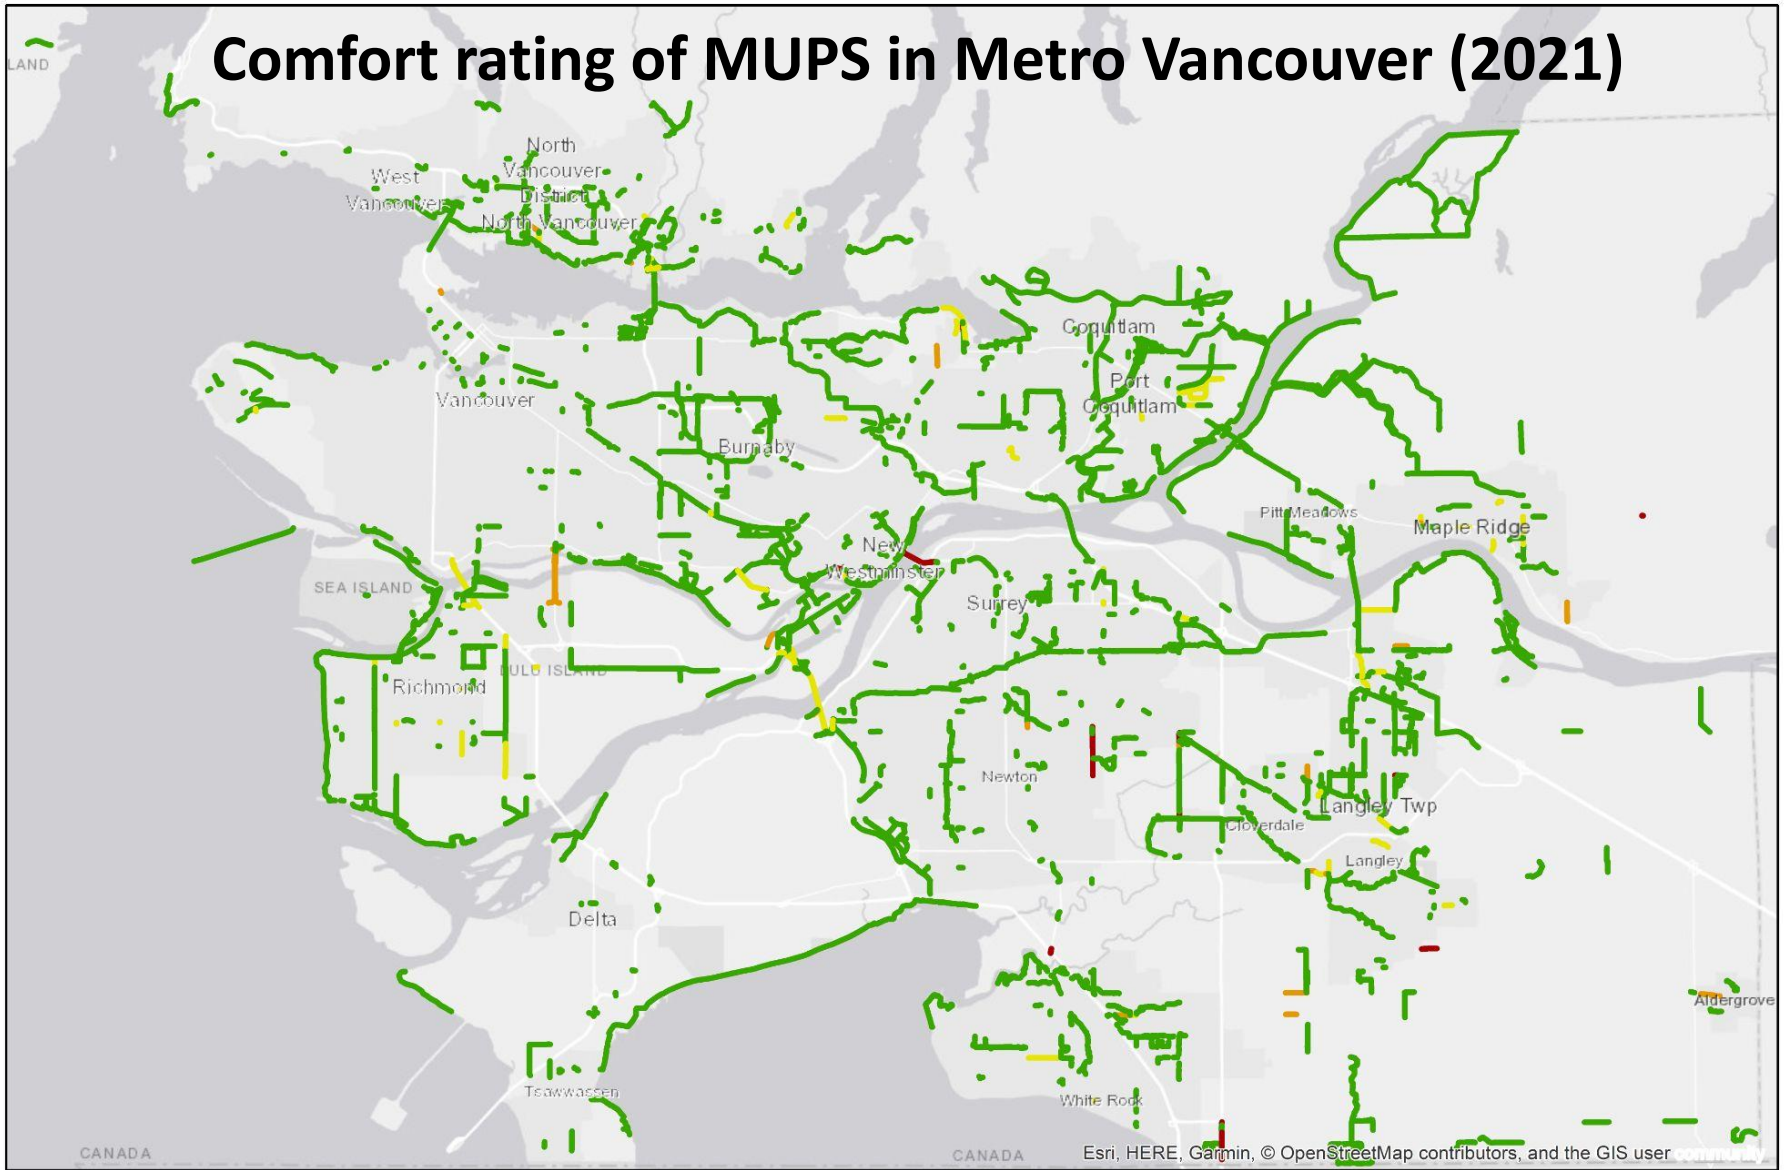 Comfort rating of MUPS in Metro Vancouver (2021)
LAND
North
Vancouver
District
West
Vancouver
North Vancouver
Coquitlam
Port
Coquitlam
Vancouver
Burnaby
Pitt Meadows
Maple Ridge
New
Westminster
SEA ISLAND
Surrey
LULU ISLAND
Richmond
Newton
Langley Twp
Cloverdale
Langley
Delta
Aldergrove
Tsawwassen
White Rock
CANADA
CANADA
Esri, HERE, Garmin, © OpenStreetMap contributors, and the GIS user community